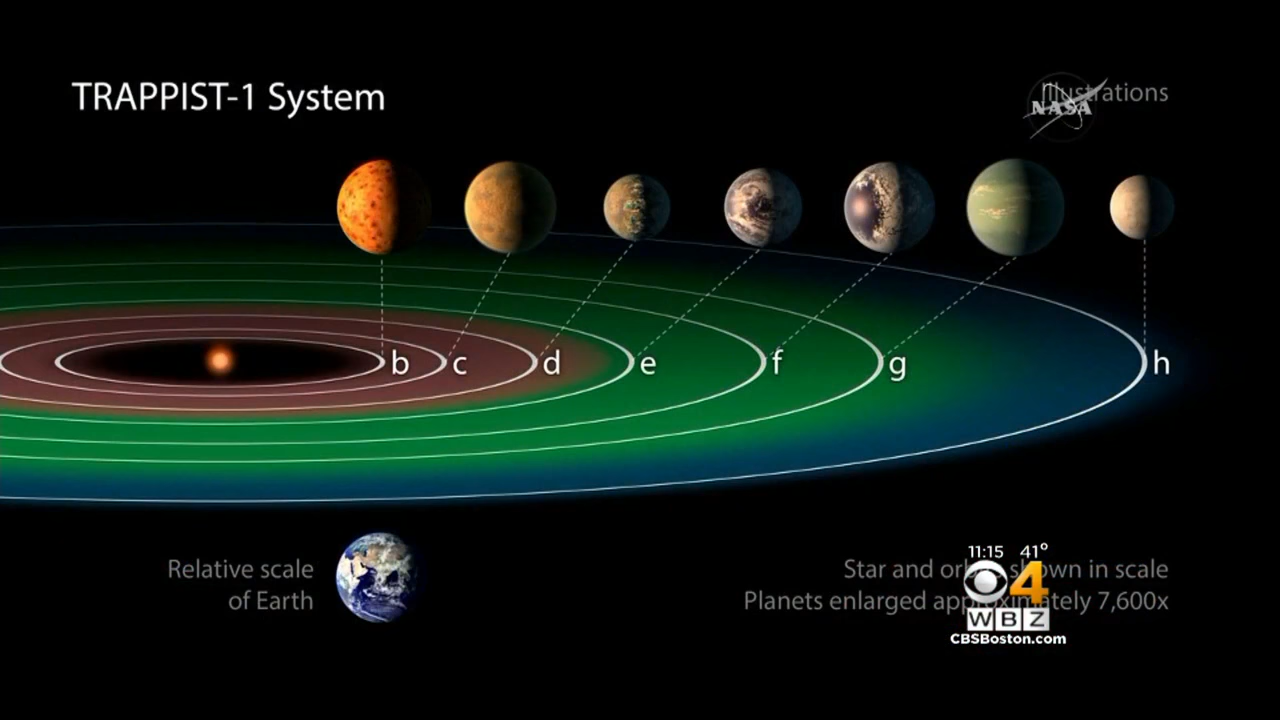 TRAPPIST-1 System
Illustrations
NASA
b
c
d
e
f
g
h
Relative scale
of Earth
11:15 41°
Star and orbits shown in scale
4
Planets enlarged approximately 7,600x
WBZ
CBSBoston.com